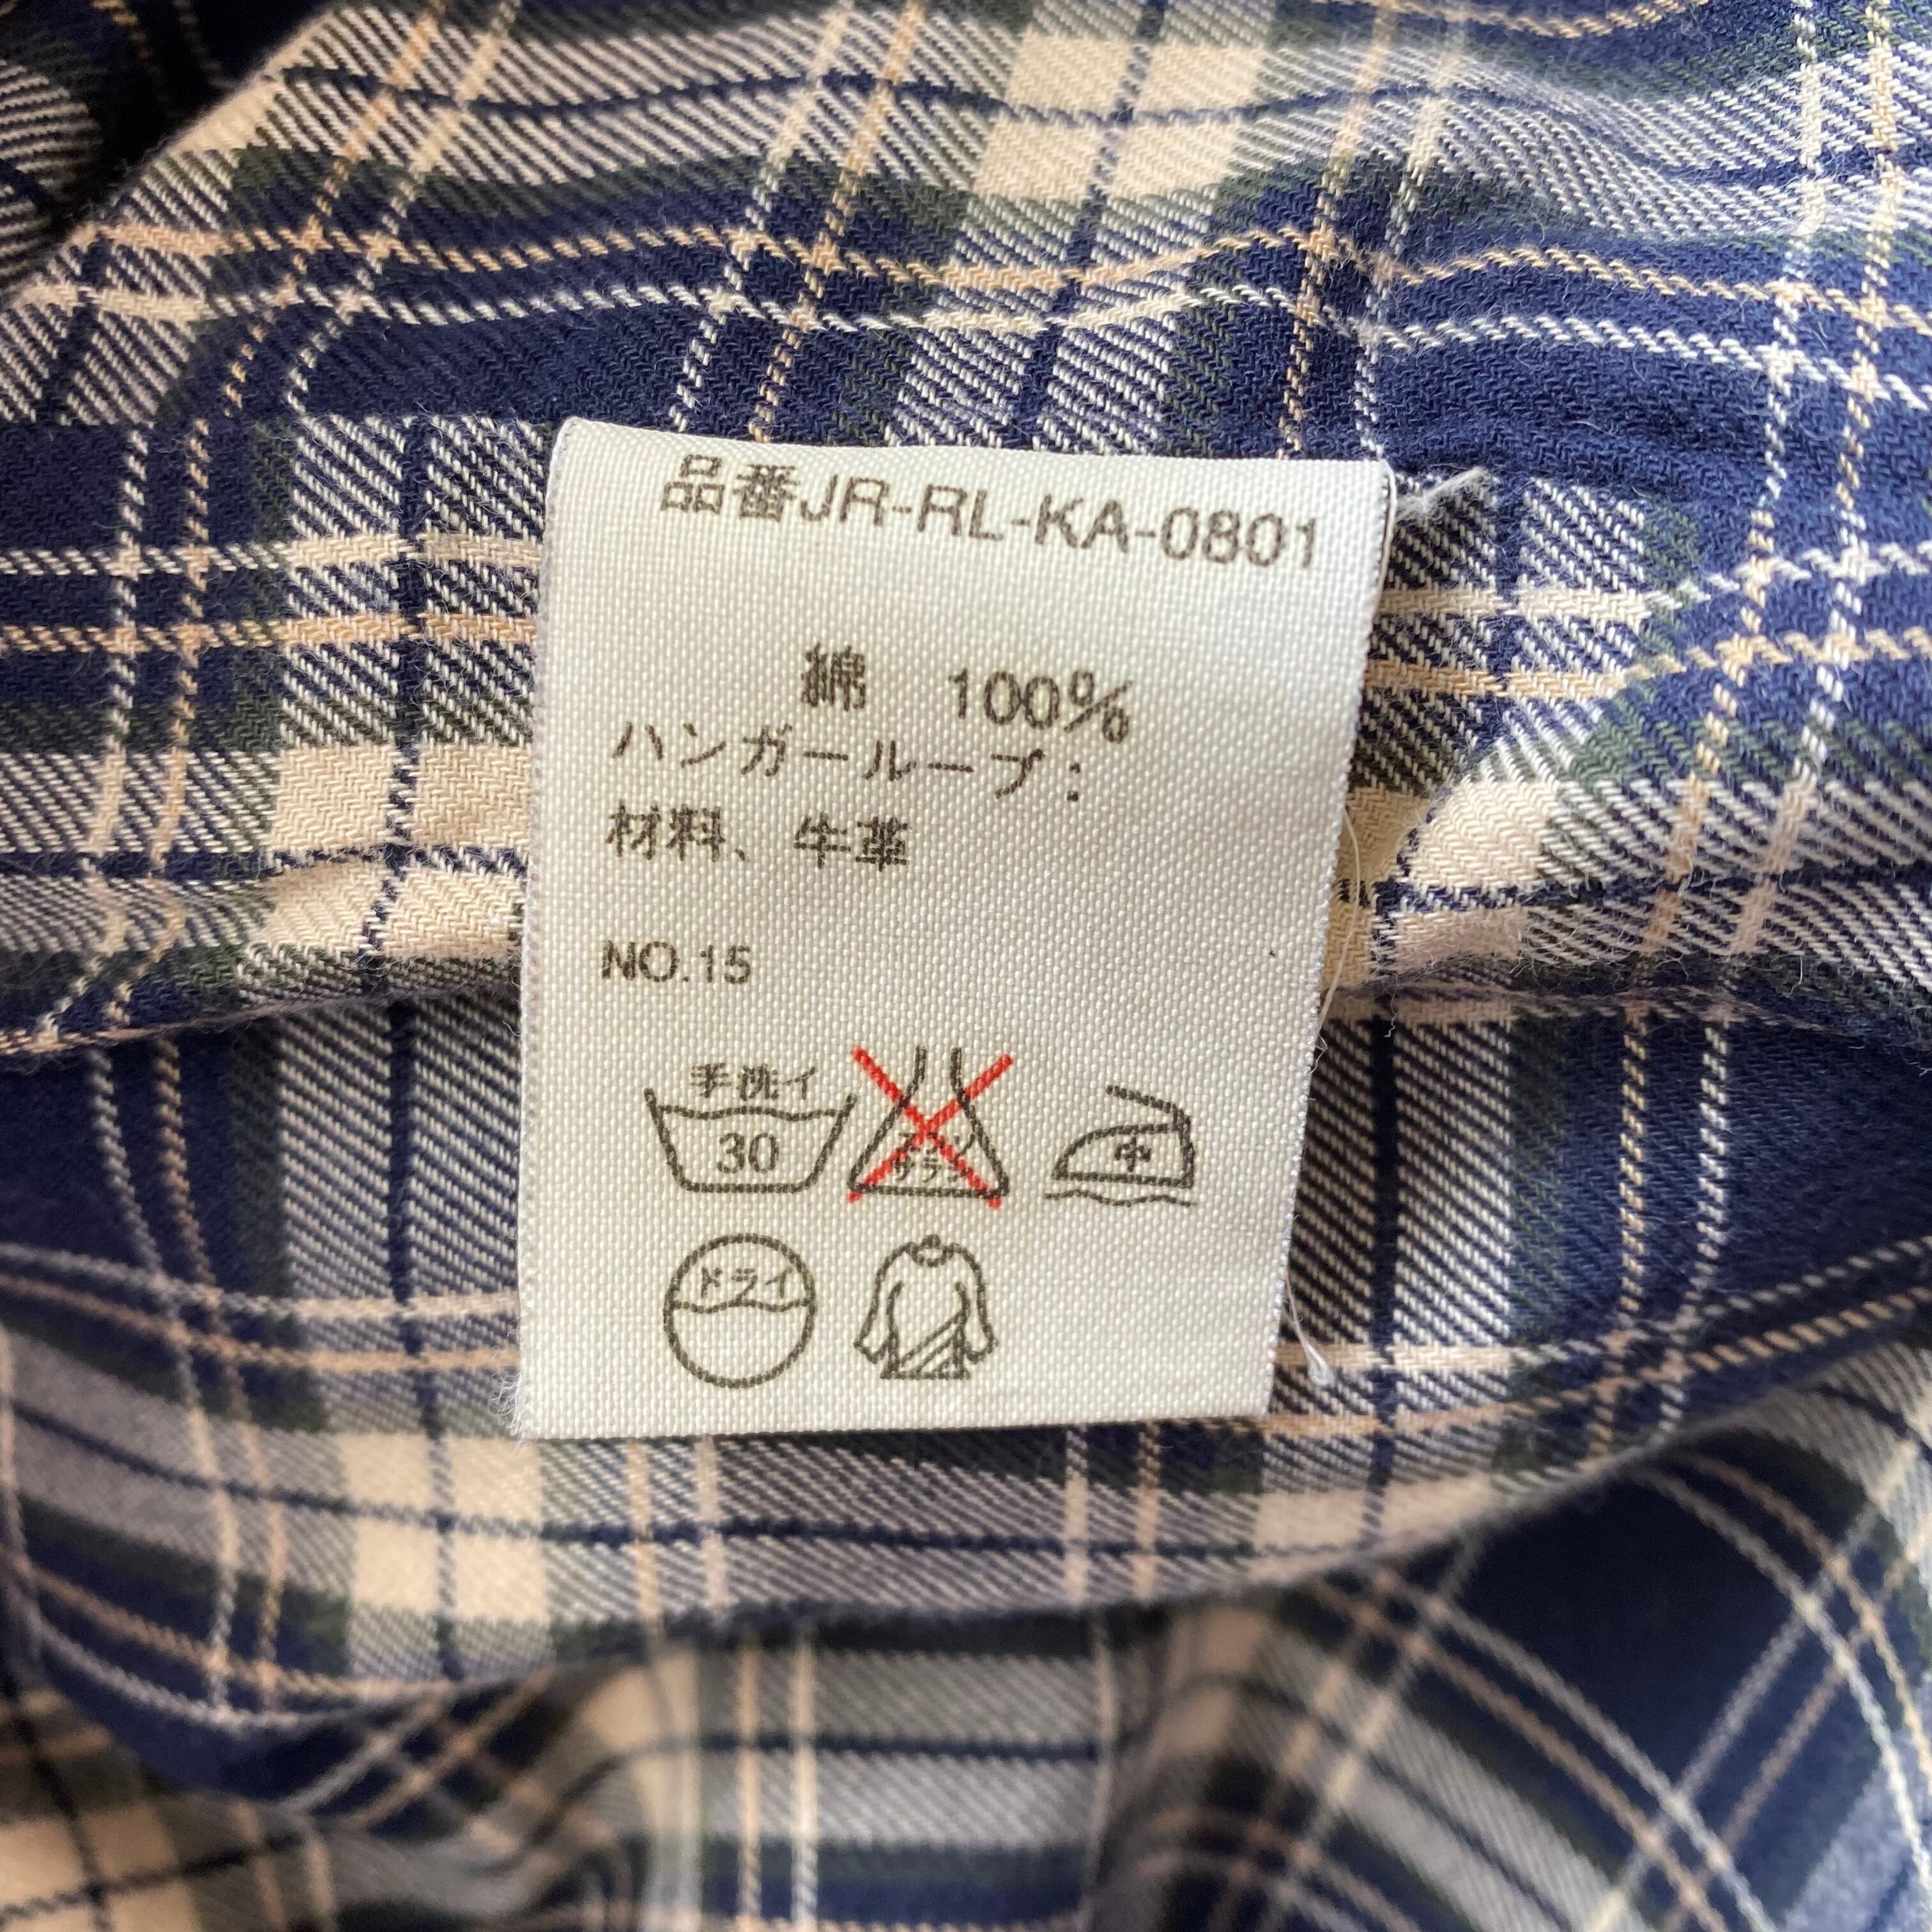 品番JR-RL-KA-0801
綿 100%
ハンガーループ:
材料、牛革
NO.15
手洗イ
30
中
ドライ